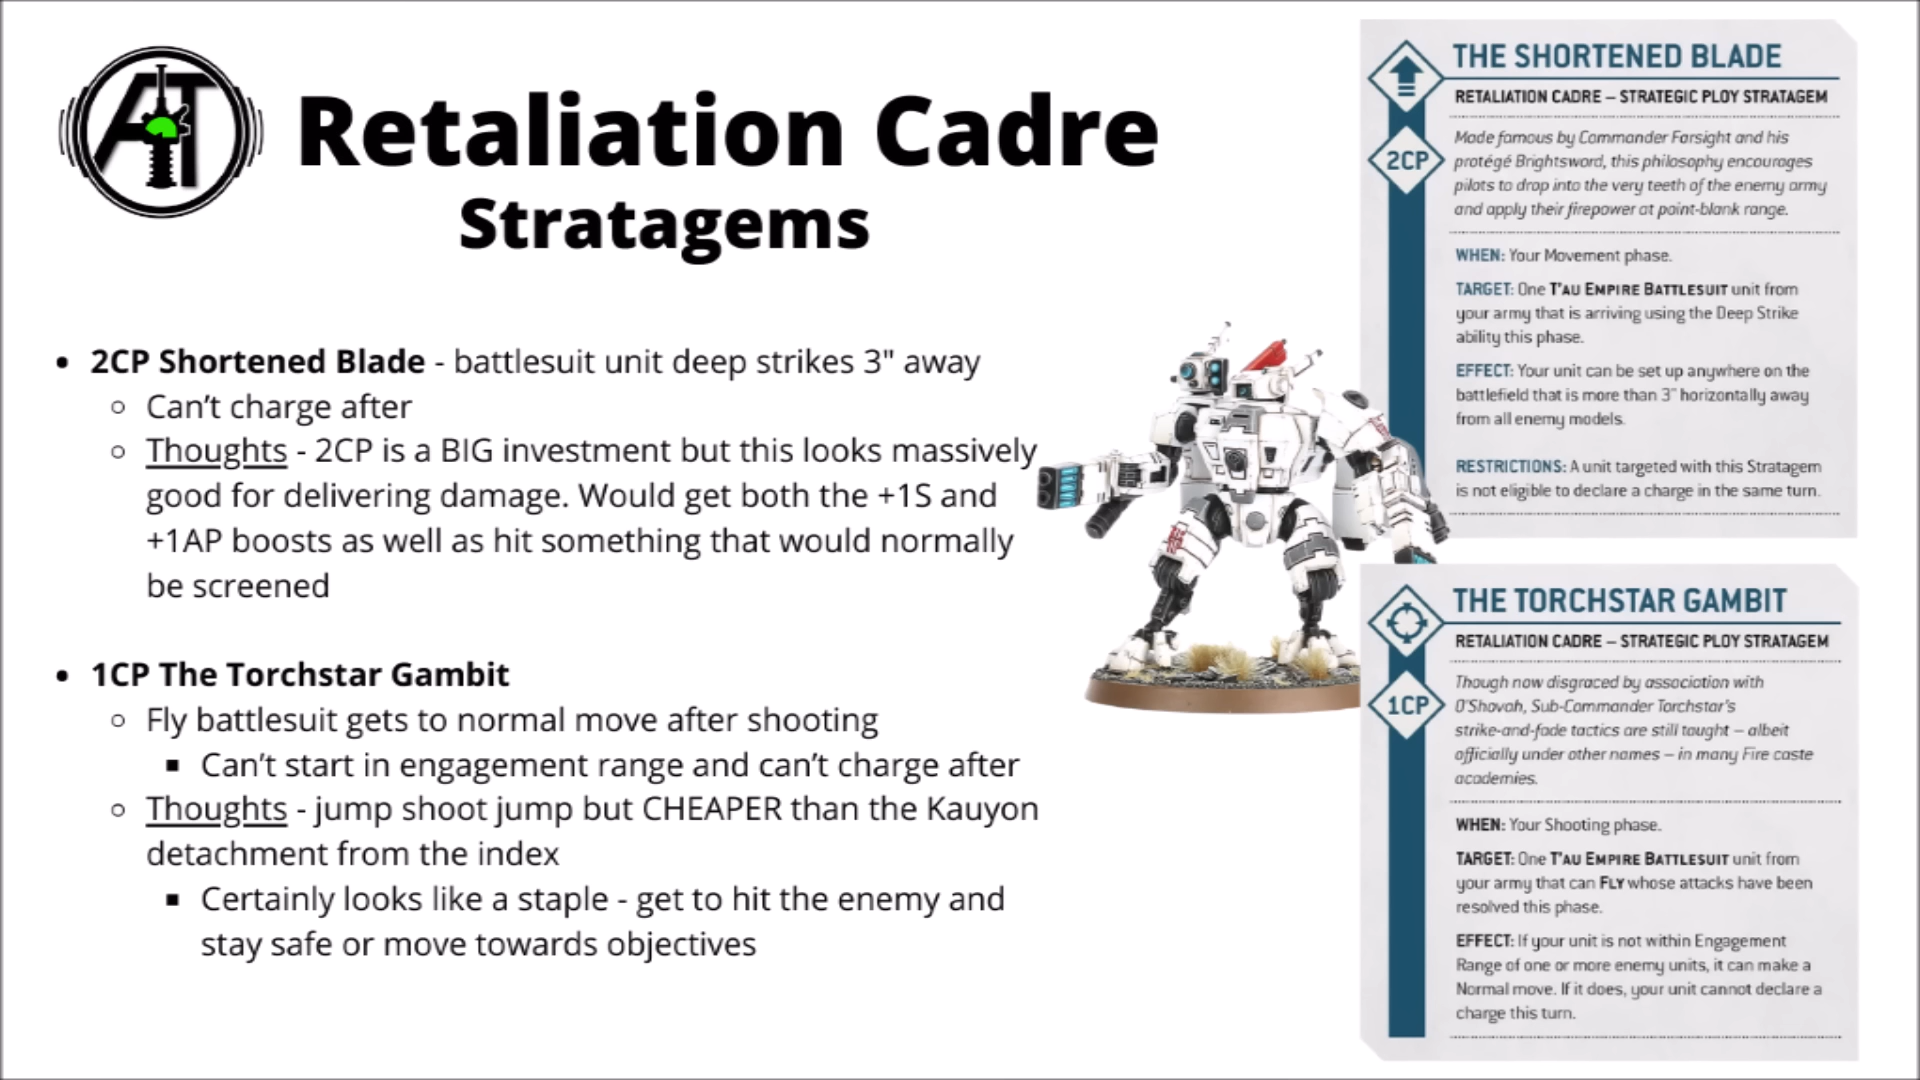 AT
Retaliation Cadre
Stratagems
• 2CP Shortened Blade - battlesuit unit deep strikes 3" away
○ Can't charge after
○ Thoughts - 2CP is a BIG investment but this looks massively
good for delivering damage. Would get both the +1S and
+1AP boosts as well as hit something that would normally
be screened
• 1CP The Torchstar Gambit
○ Fly battlesuit gets to normal move after shooting
▪ Can't start in engagement range and can't charge after
○ Thoughts - jump shoot jump but CHEAPER than the Kauyon
detachment from the index
▪ Certainly looks like a staple - get to hit the enemy and
stay safe or move towards objectives
THE SHORTENED BLADE
RETALIATION CADRE – STRATEGIC PLOY STRATAGEM
2CP
Made famous by Commander Farsight and his
protégé Brightsword, this philosophy encourages
pilots to drop into the very teeth of the enemy army
and apply their firepower at point-blank range.
WHEN: Your Movement phase.
TARGET: One T'AU EMPIRE BATTLESUIT unit from
your army that is arriving using the Deep Strike
ability this phase.
EFFECT: Your unit can be set up anywhere on the
battlefield that is more than 3" horizontally away
from all enemy models.
RESTRICTIONS: A unit targeted with this Stratagem
is not eligible to declare a charge in the same turn.
THE TORCHSTAR GAMBIT
RETALIATION CADRE – STRATEGIC PLOY STRATAGEM
1CP
Though now disgraced by association with
O'Shovah, Sub-Commander Torchstar's
strike-and-fade tactics are still taught – albeit
officially under other names – in many Fire caste
academies.
WHEN: Your Shooting phase.
TARGET: One T'AU EMPIRE BATTLESUIT unit from
your army that can FLY whose attacks have been
resolved this phase.
EFFECT: If your unit is not within Engagement
Range of one or more enemy units, it can make a
Normal move. If it does, your unit cannot declare a
charge this turn.